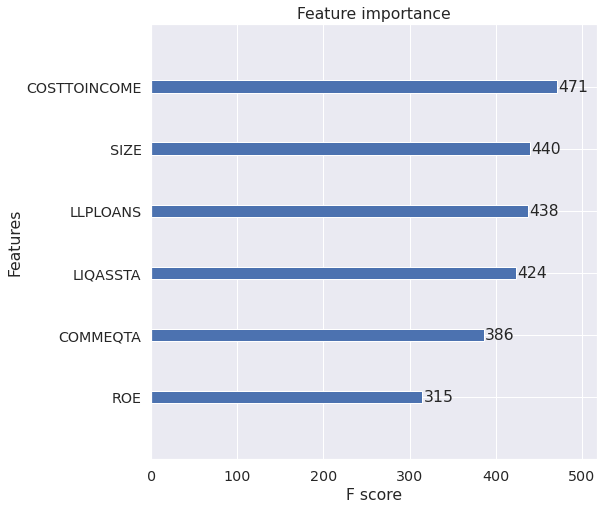 Feature importance
Features
COSTTOINCOME 471
SIZE 440
LLPLOANS 438
LIQASSTA 424
COMMEQTA 386
ROE 315
0 100 200 300 400 500
F score